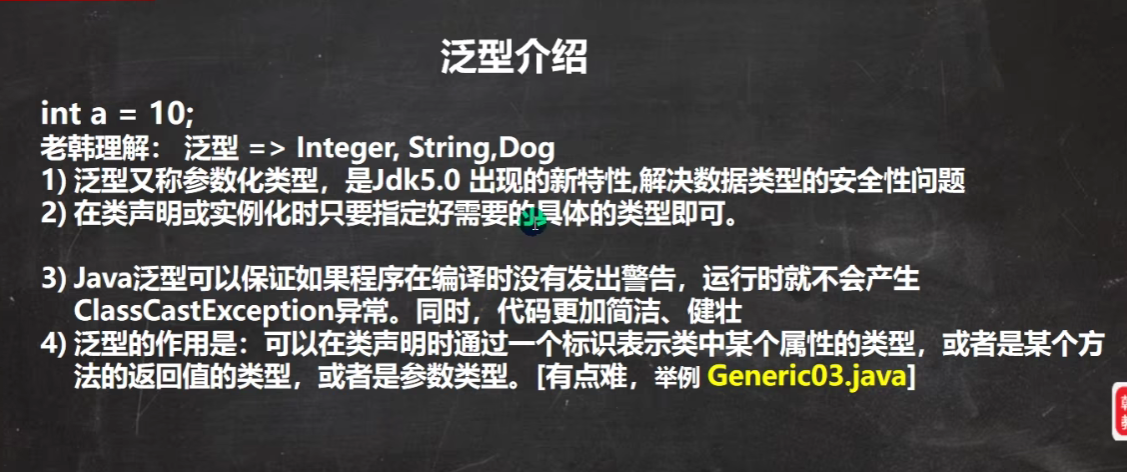 泛型介绍
int a = 10;
老韩理解： 泛型 => Integer, String,Dog
1) 泛型又称参数化类型，是Jdk5.0 出现的新特性,解决数据类型的安全性问题
2) 在类声明或实例化时只要指定好需要的具体的类型即可。
3) Java泛型可以保证如果程序在编译时没有发出警告，运行时就不会产生
ClassCastException异常。同时，代码更加简洁、健壮
4) 泛型的作用是：可以在类声明时通过一个标识表示类中某个属性的类型，或者是某个方
法的返回值的类型，或者是参数类型。[有点难，举例 Generic03.java]